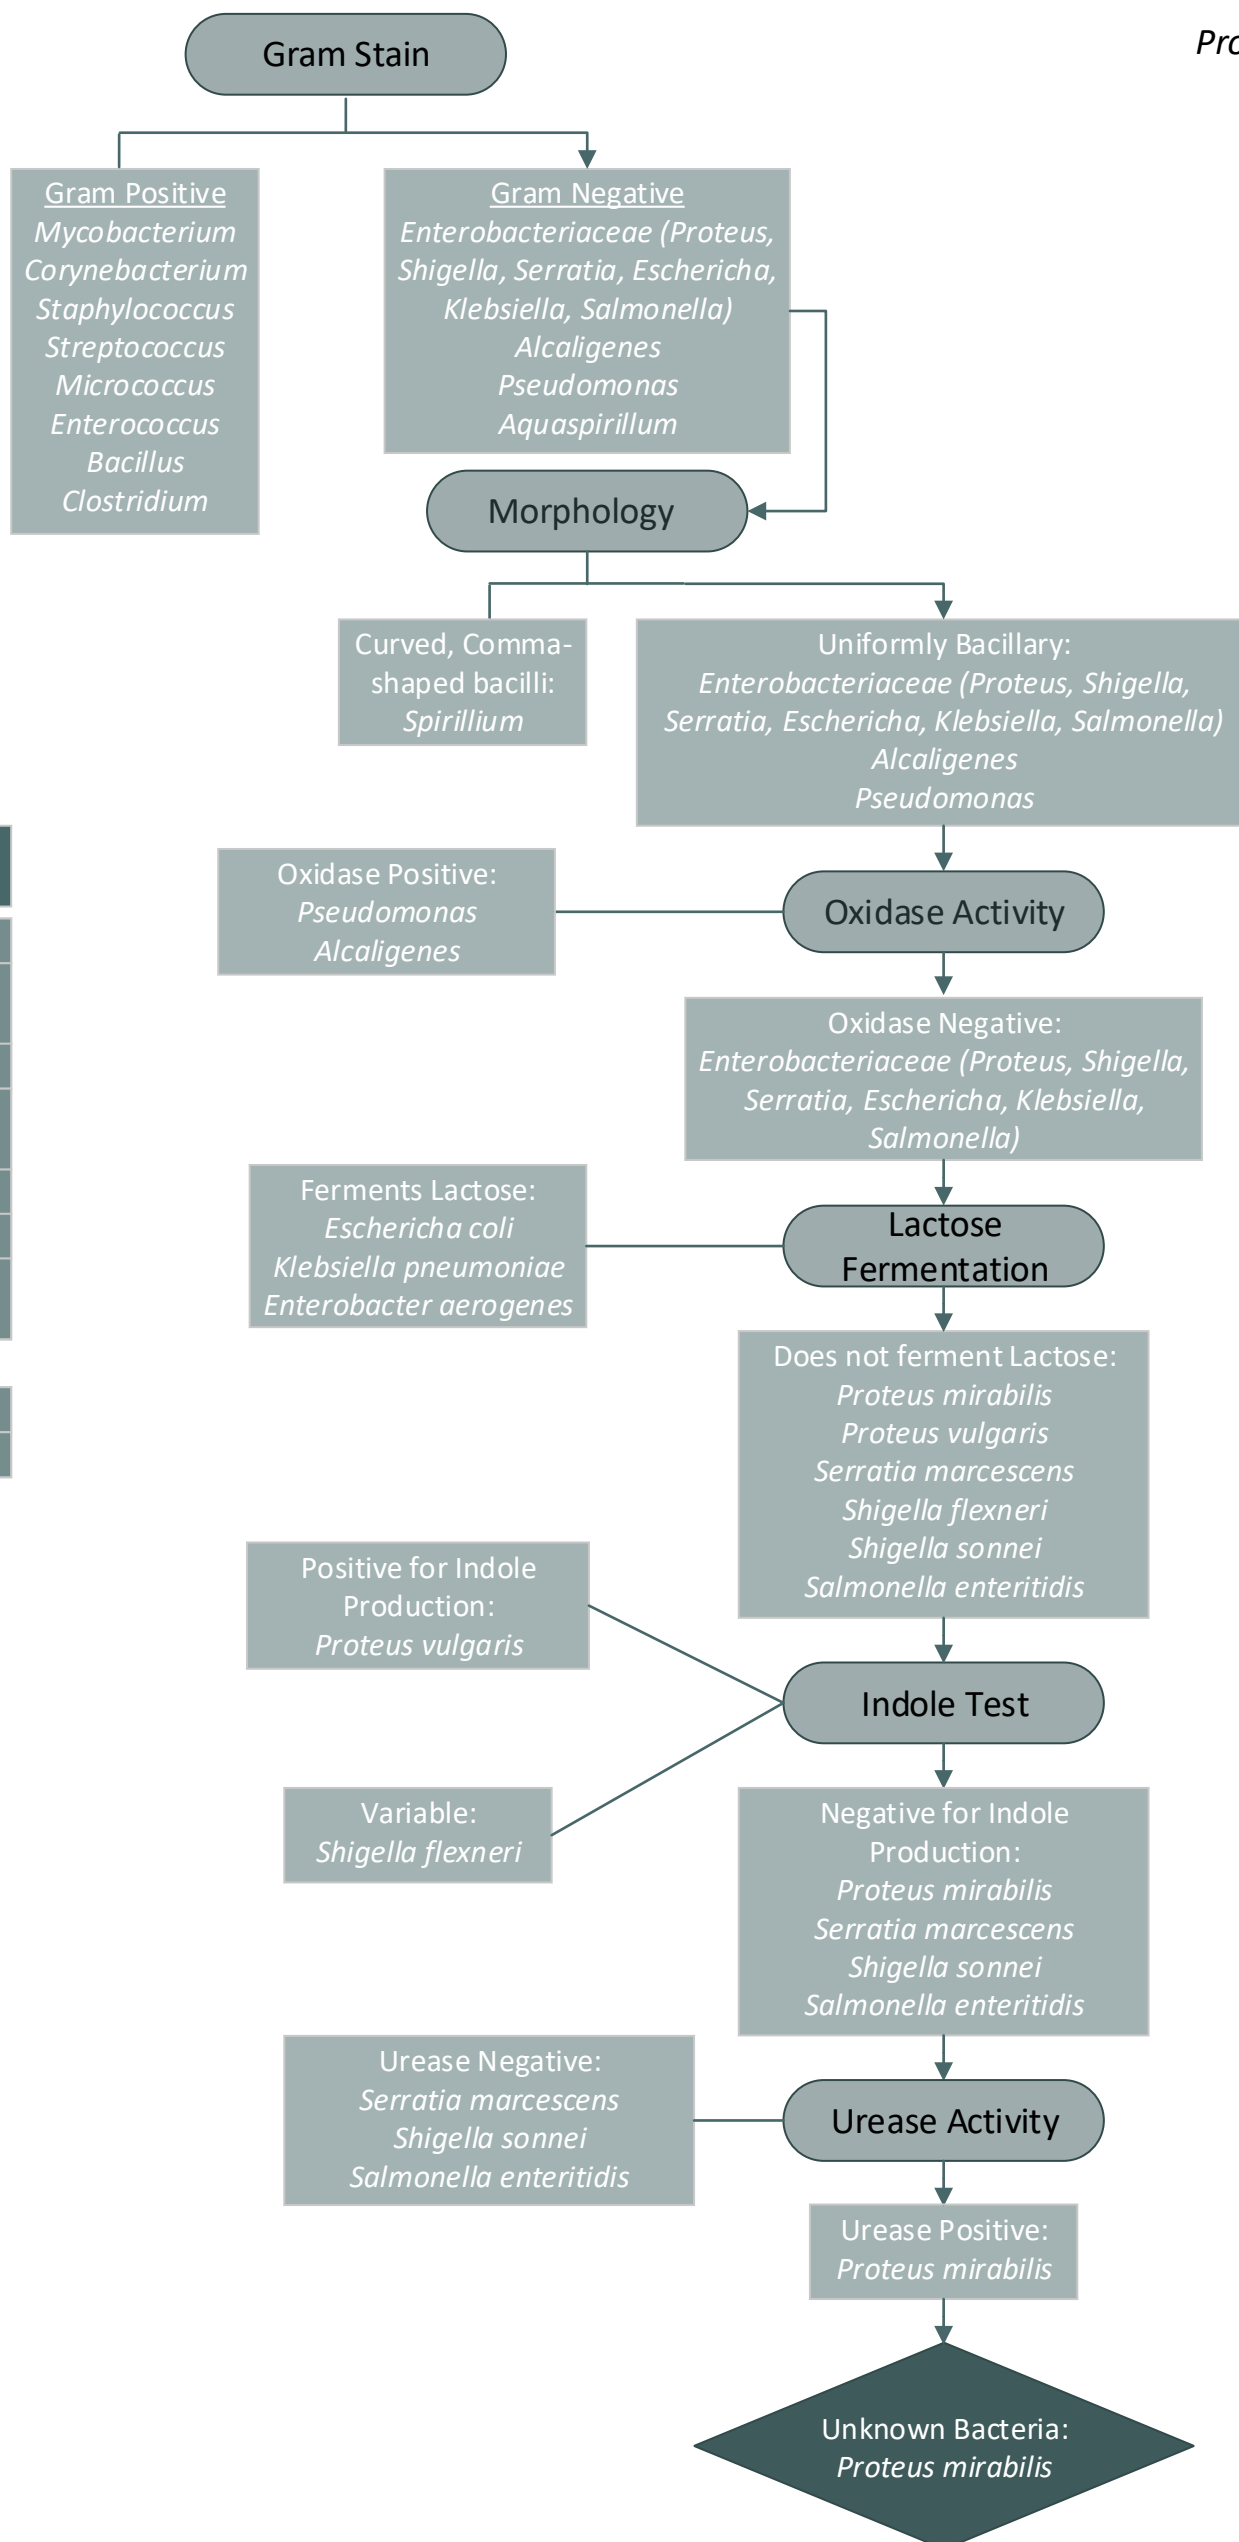 Gram Stain
Gram Positive
Mycobacterium
Corynebacterium
Staphylococcus
Streptococcus
Micrococcus
Enterococcus
Bacillus
Clostridium
Gram Negative
Enterobacteriaceae (Proteus,
Shigella, Serratia, Eschericha,
Klebsiella, Salmonella)
Alcaligenes
Pseudomonas
Aquaspirillum
Morphology
Curved, Comma-
shaped bacilli:
Spirillium
Uniformly Bacillary:
Enterobacteriaceae (Proteus, Shigella,
Serratia, Eschericha, Klebsiella, Salmonella)
Alcaligenes
Pseudomonas
Oxidase Positive:
Pseudomonas
Alcaligenes
Oxidase Activity
Oxidase Negative:
Enterobacteriaceae (Proteus, Shigella,
Serratia, Eschericha, Klebsiella,
Salmonella)
Ferments Lactose:
Eschericha coli
Klebsiella pneumoniae
Enterobacter aerogenes
Lactose
Fermentation
Does not ferment Lactose:
Proteus mirabilis
Proteus vulgaris
Serratia marcescens
Shigella flexneri
Shigella sonnei
Salmonella enteritidis
Positive for Indole
Production:
Proteus vulgaris
Indole Test
Variable:
Shigella flexneri
Negative for Indole
Production:
Proteus mirabilis
Serratia marcescens
Shigella sonnei
Salmonella enteritidis
Urease Negative:
Serratia marcescens
Shigella sonnei
Salmonella enteritidis
Urease Activity
Urease Positive:
Proteus mirabilis
Unknown Bacteria:
Proteus mirabilis